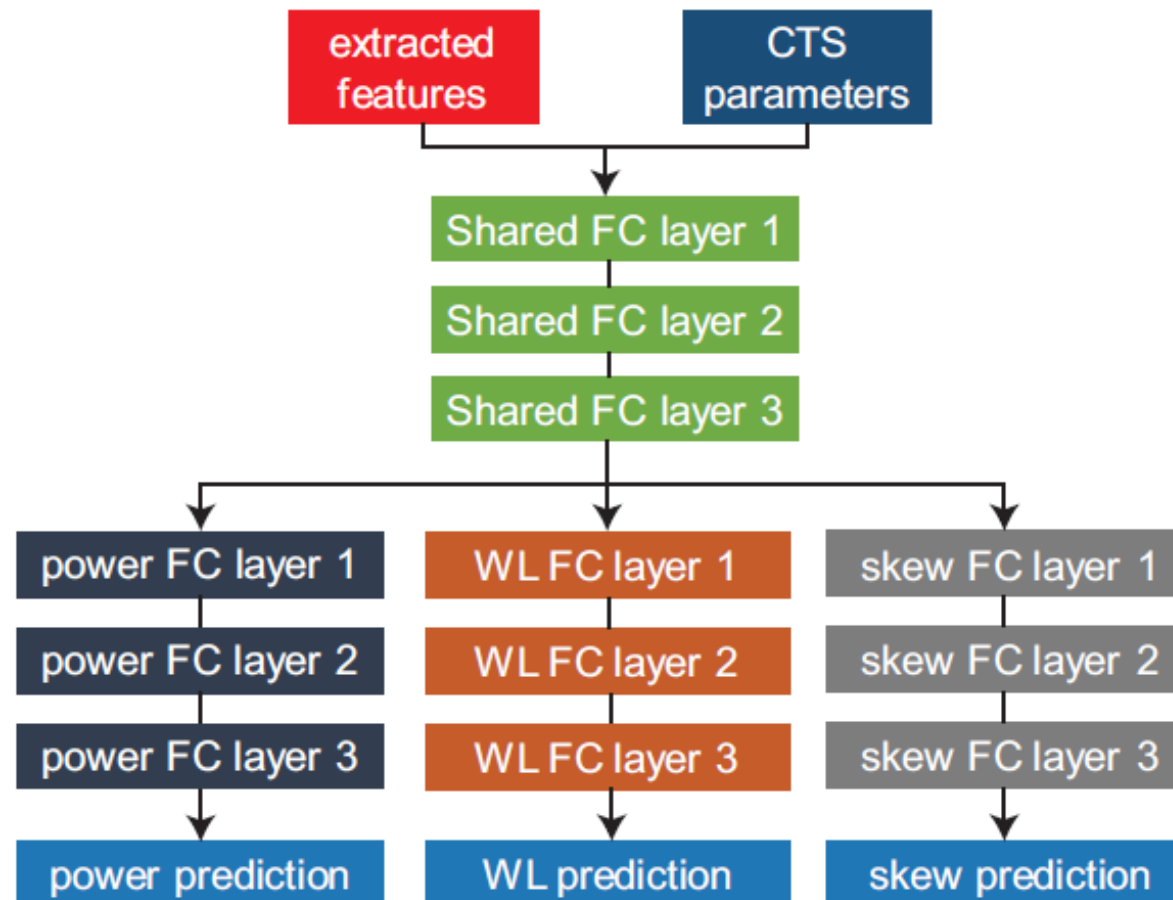 extracted
features
CTS
parameters
Shared FC layer 1
Shared FC layer 2
Shared FC layer 3
power FC layer 1
WL FC layer 1
skew FC layer 1
power FC layer 2
WL FC layer 2
skew FC layer 2
power FC layer 3
WL FC layer 3
skew FC layer 3
power prediction
WL prediction
skew prediction